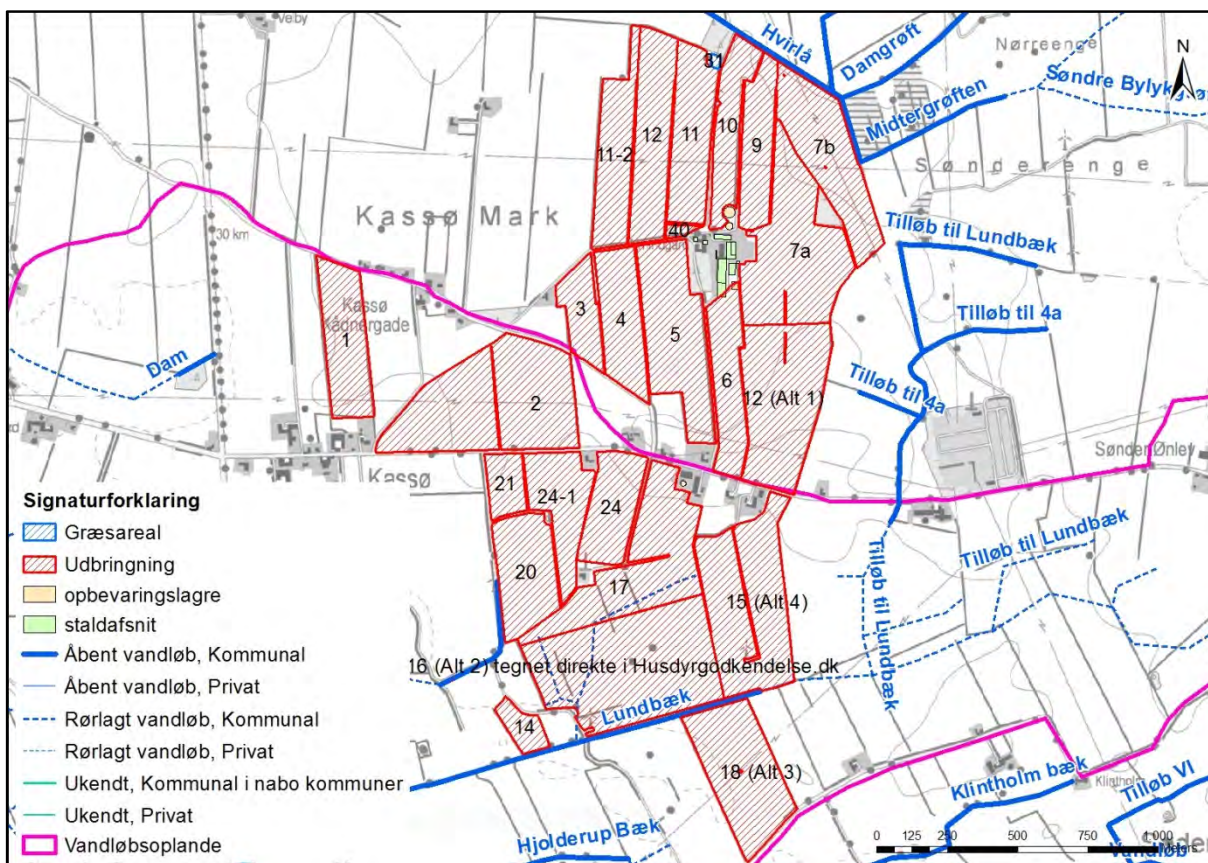 Veiby
Hvirlå
Damgrøft
Nørreenge
N
31
Søndre Bylykk
Midtergrøften
12
11
10
9
7b
11-2
Sønderenge
Kassø Mark
Tilløb til Lundbæk
40
30 km
7a
Kassø
Kådnergade
1
3
4
5
Tilløb til 4a
Dam
6
Tilløb til 4a
2
12 (Alt 1)
Sønder Ønlev
Kassø
21
24-1
24
Signaturforklaring
Græsareal
Udbringning
opbevaringslagre
staldafsnit
Åbent vandløb, Kommunal
Åbent vandløb, Privat
Rørlagt vandløb, Kommunal
Rørlagt vandløb, Privat
Ukendt, Kommunal i nabo kommuner
Ukendt, Privat
Vandløbsoplande
Tilløb til Lundbæk
20
17
15 (Alt 4)
Tilløb til Lundbæk
16 (Alt 2) tegnet direkte i Husdyrgodkendelse.dk
Lundbæk
14
18 (Alt 3)
Klintholm bæk
Klintholm
Tilløb VI
Hjolderup Bæk
0 125 250 500 750 1.000
Meters
Vandløb